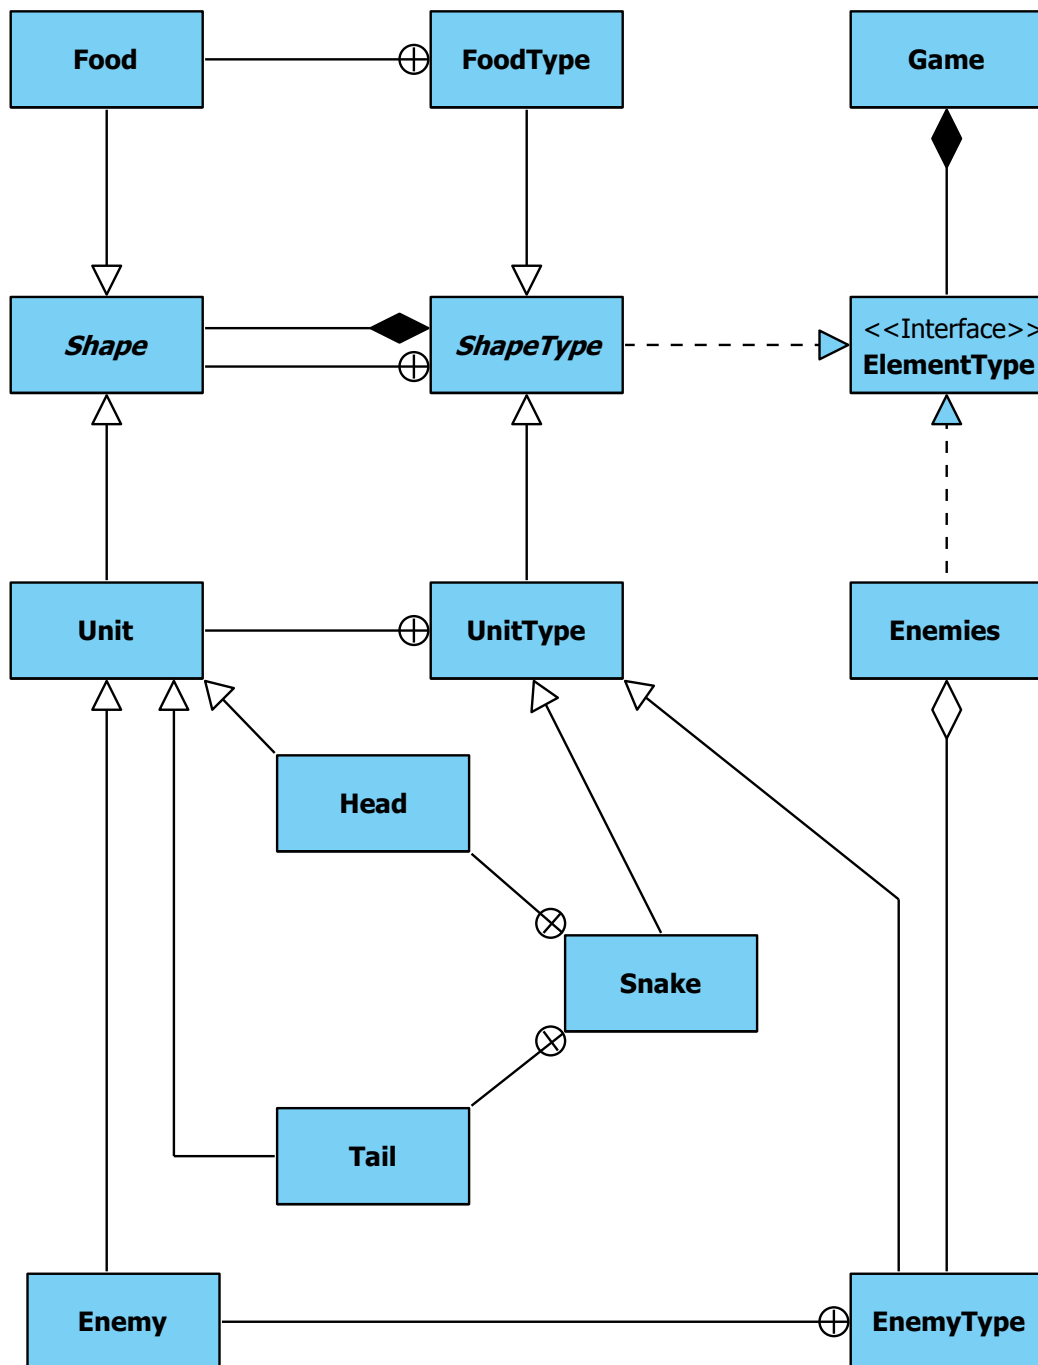 Food
FoodType
Game
Shape
ShapeType
<<Interface>>
ElementType
Unit
UnitType
Enemies
Head
Snake
Tail
Enemy
EnemyType